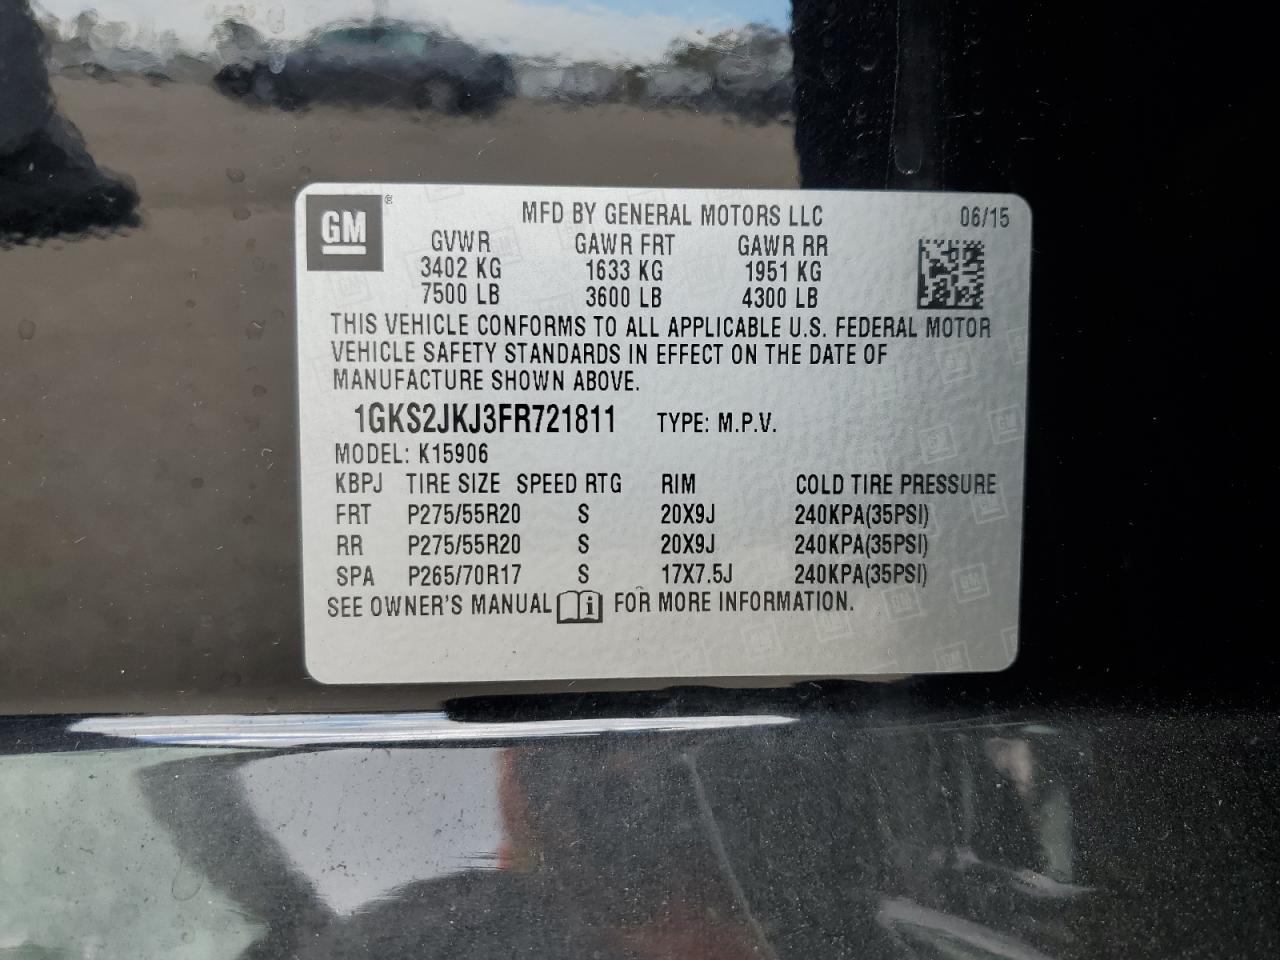 GM ® MFD BY GENERAL MOTORS LLC 06/15
GVWR GAWR FRT GAWR RR
3402 KG 1633 KG 1951 KG
7500 LB 3600 LB 4300 LB
THIS VEHICLE CONFORMS TO ALL APPLICABLE U.S. FEDERAL MOTOR
VEHICLE SAFETY STANDARDS IN EFFECT ON THE DATE OF
MANUFACTURE SHOWN ABOVE.
1GKS2JKJ3FR721811 TYPE: M.P.V.
MODEL: K15906
KBPJ TIRE SIZE SPEED RTG RIM COLD TIRE PRESSURE
FRT P275/55R20 S 20X9J 240KPA(35PSI)
RR P275/55R20 S 20X9J 240KPA(35PSI)
SPA P265/70R17 S 17X7.5J 240KPA(35PSI)
SEE OWNER'S MANUAL i FOR MORE INFORMATION.